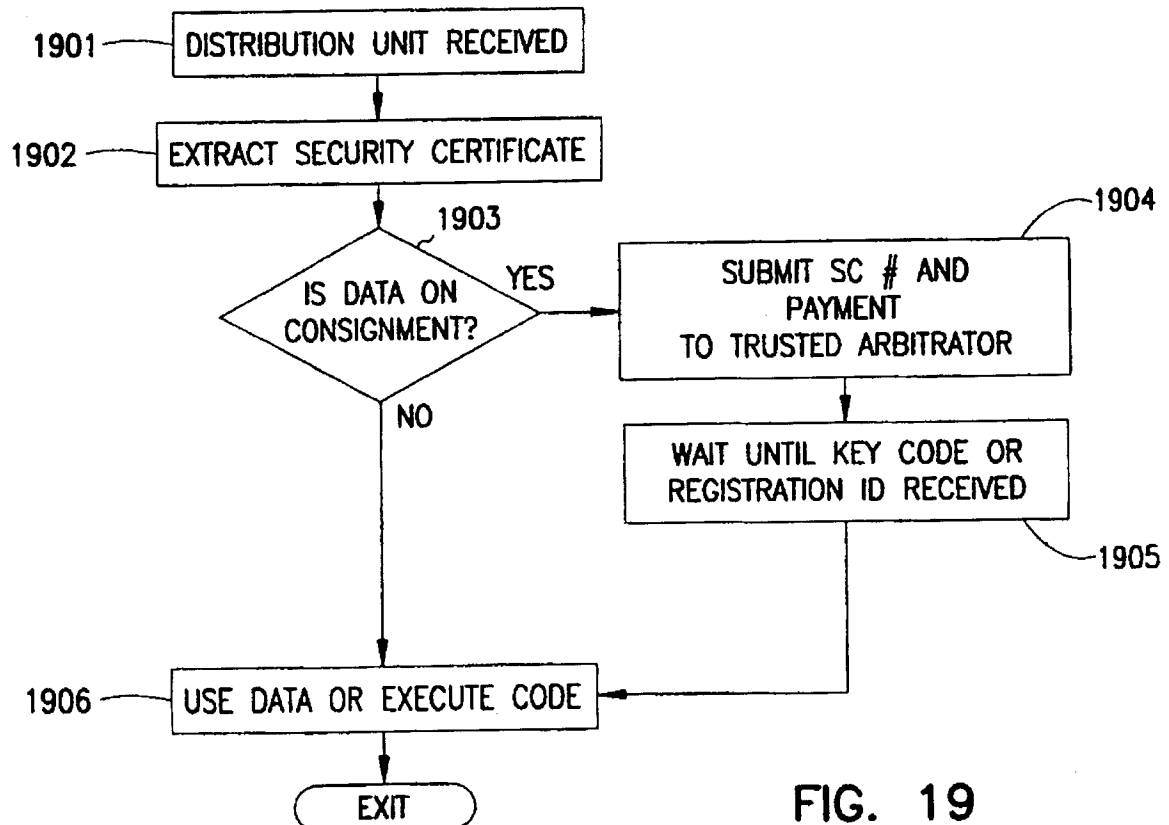 1901
DISTRIBUTION UNIT RECEIVED
1902
EXTRACT SECURITY CERTIFICATE
1903
IS DATA ON
CONSIGNMENT?
YES
NO
1904
SUBMIT SC # AND
PAYMENT
TO TRUSTED ARBITRATOR
WAIT UNTIL KEY CODE OR
REGISTRATION ID RECEIVED
1905
1906
USE DATA OR EXECUTE CODE
EXIT
FIG. 19